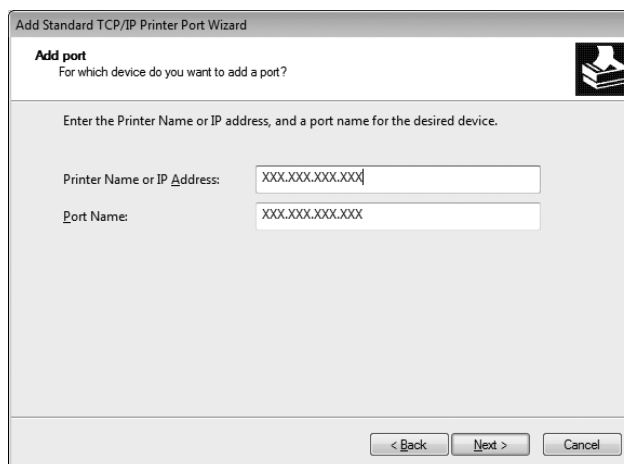 Add Standard TCP/IP Printer Port Wizard
Add port
For which device do you want to add a port?
Enter the Printer Name or IP address, and a port name for the desired device.
Printer Name or IP Address: XXX.XXX.XXX.XXX
Port Name: XXX.XXX.XXX.XXX
< Back Next > Cancel